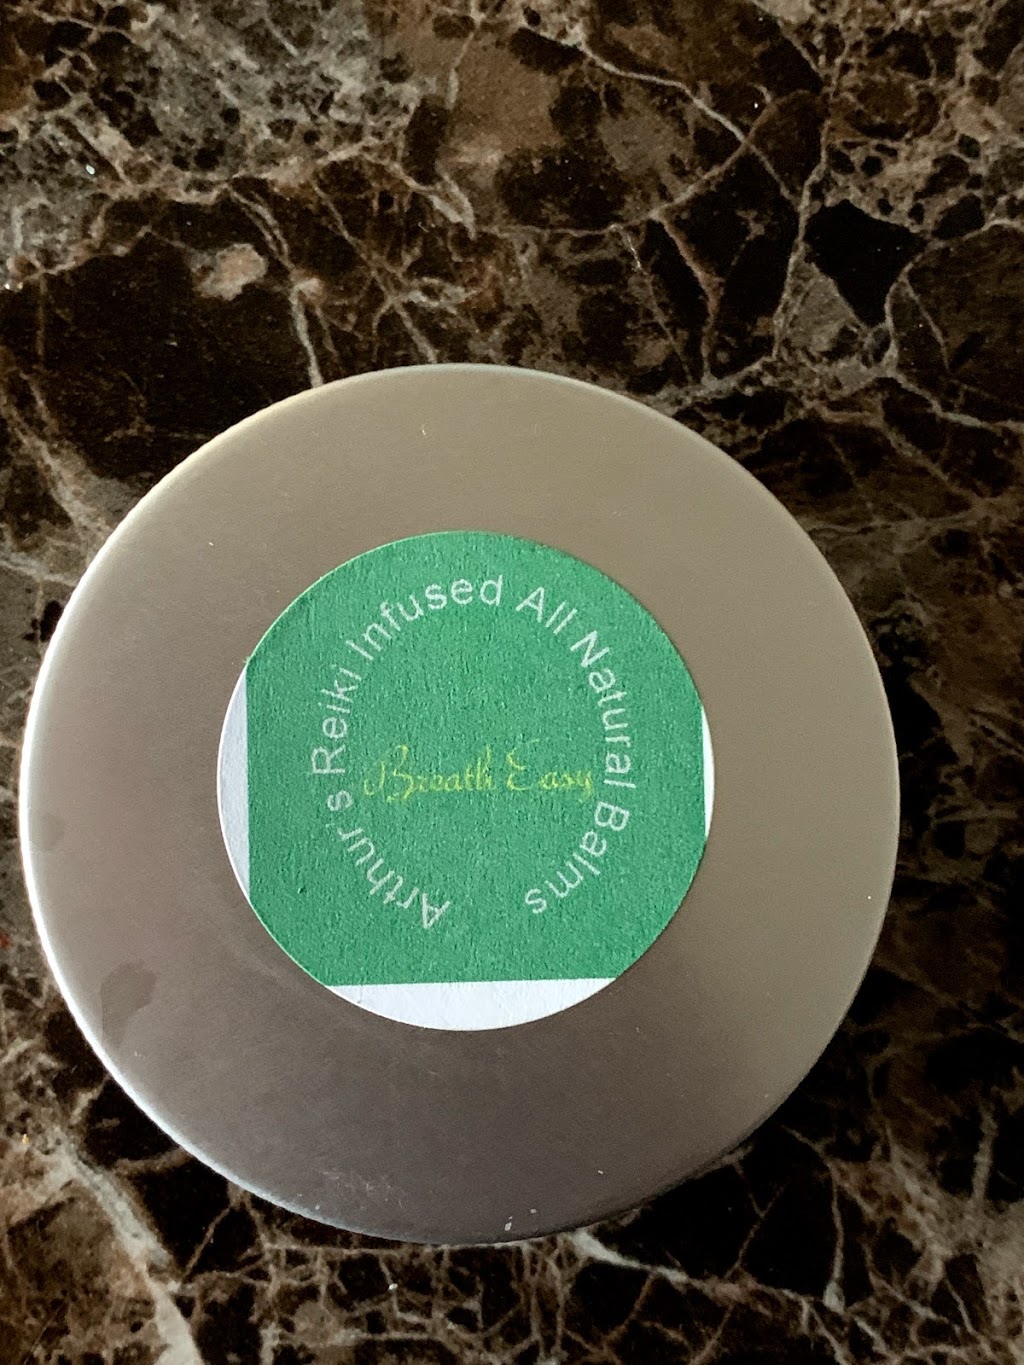 Arthur's Reiki Infused All Natural Balms
Breath Easy